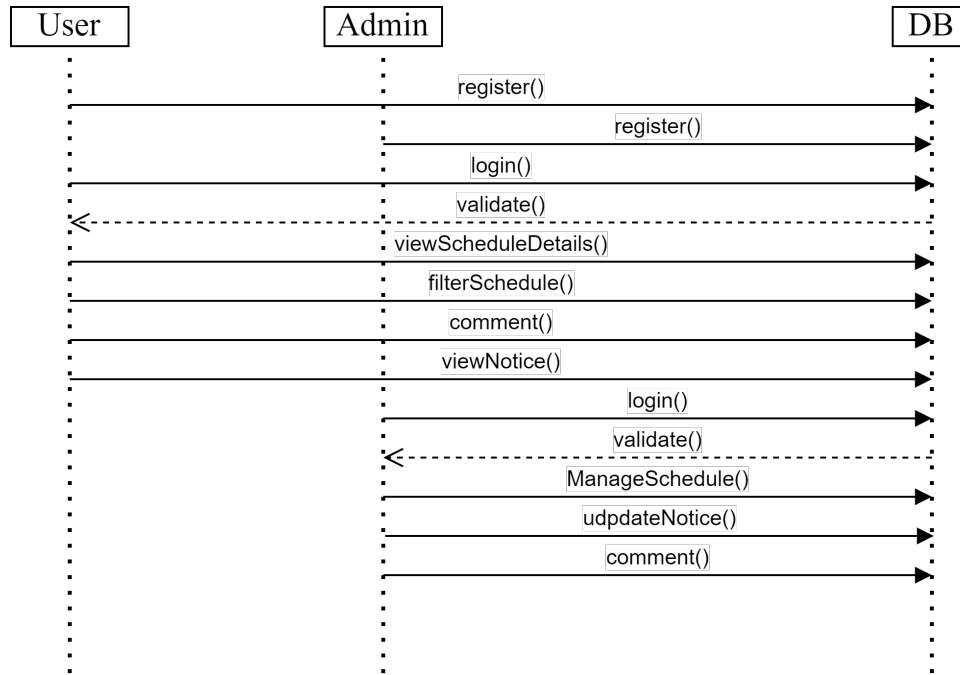 User
Admin
DB
register()
register()
login()
validate()
viewScheduleDetails()
filterSchedule()
comment()
viewNotice()
login()
validate()
ManageSchedule()
udpdateNotice()
comment()